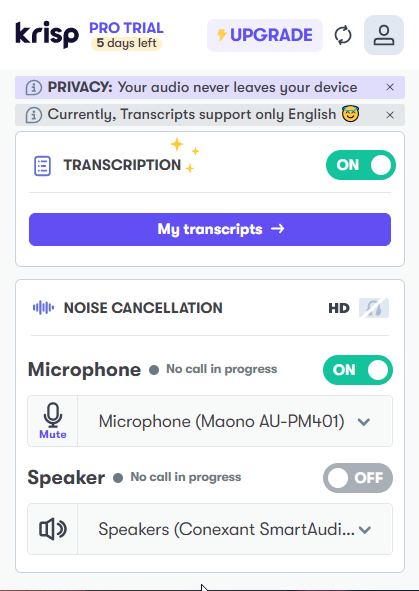 krisp
PRO TRIAL
5 days left
UPGRADE
PRIVACY: Your audio never leaves your device
Currently, Transcripts support only English 😇
TRANSCRIPTION
ON
My transcripts →
NOISE CANCELLATION
HD
Microphone
No call in progress
ON
Mute
Microphone (Maono AU-PM401)
Speaker
No call in progress
OFF
Speakers (Conexant SmartAudi...